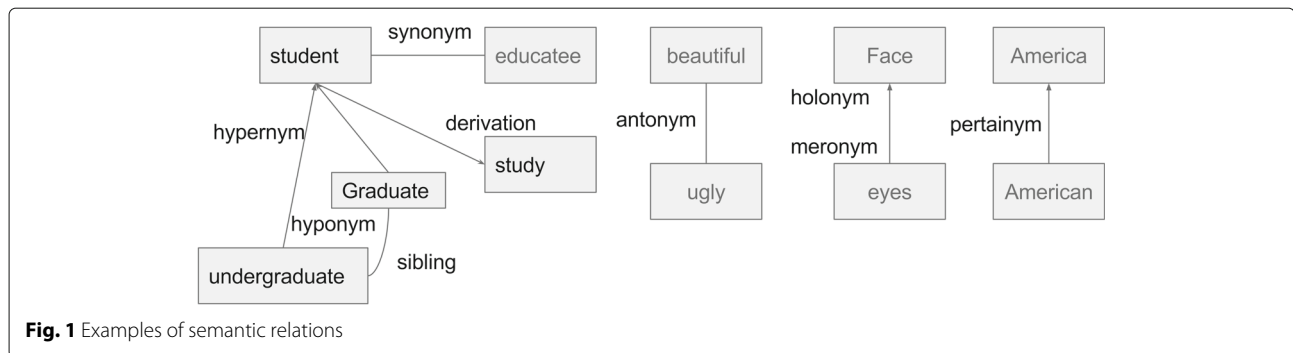 synonym
student
educatee
beautiful
Face
America
hypernym
derivation
antonym
holonym
pertainym
meronym
study
Graduate
ugly
eyes
American
hyponym
sibling
undergraduate
Fig. 1 Examples of semantic relations